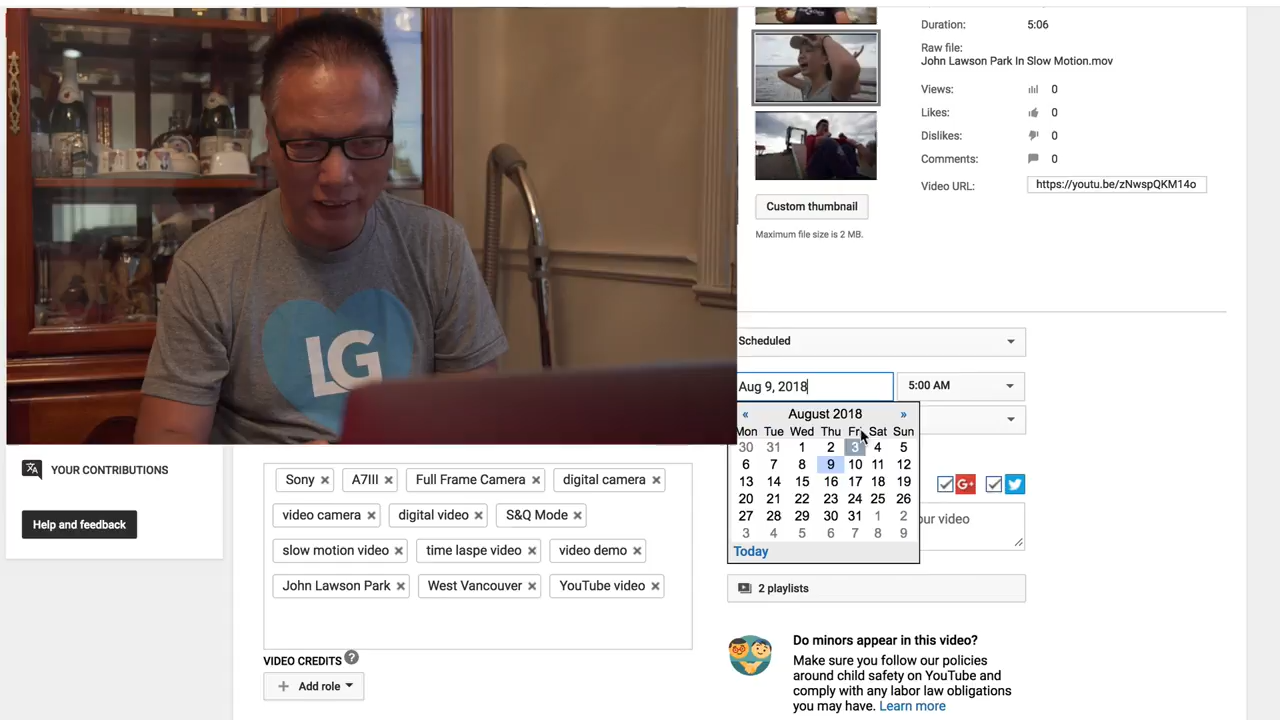 Duration: 5:06
Raw file:
John Lawson Park In Slow Motion.mov
Views: 0
Likes: 0
Dislikes: 0
Comments: 0
Video URL: https://youtu.be/zNwspQKM14o
Custom thumbnail
Maximum file size is 2 MB.
LG
Scheduled
Aug 9, 2018 5:00 AM
« August 2018 »
Mon Tue Wed Thu Fri Sat Sun
30 31 1 2 3 4 5
6 7 8 9 10 11 12
13 14 15 16 17 18 19
20 21 22 23 24 25 26
27 28 29 30 31 1 2
3 4 5 6 7 8 9
Today
G+
our video
2 playlists
YOUR CONTRIBUTIONS
Help and feedback
Sony × A7III × Full Frame Camera × digital camera ×
video camera × digital video × S&Q Mode ×
slow motion video × time laspe video × video demo ×
John Lawson Park × West Vancouver × YouTube video ×
VIDEO CREDITS ?
+ Add role
Do minors appear in this video?
Make sure you follow our policies
around child safety on YouTube and
comply with any labor law obligations
you may have. Learn more